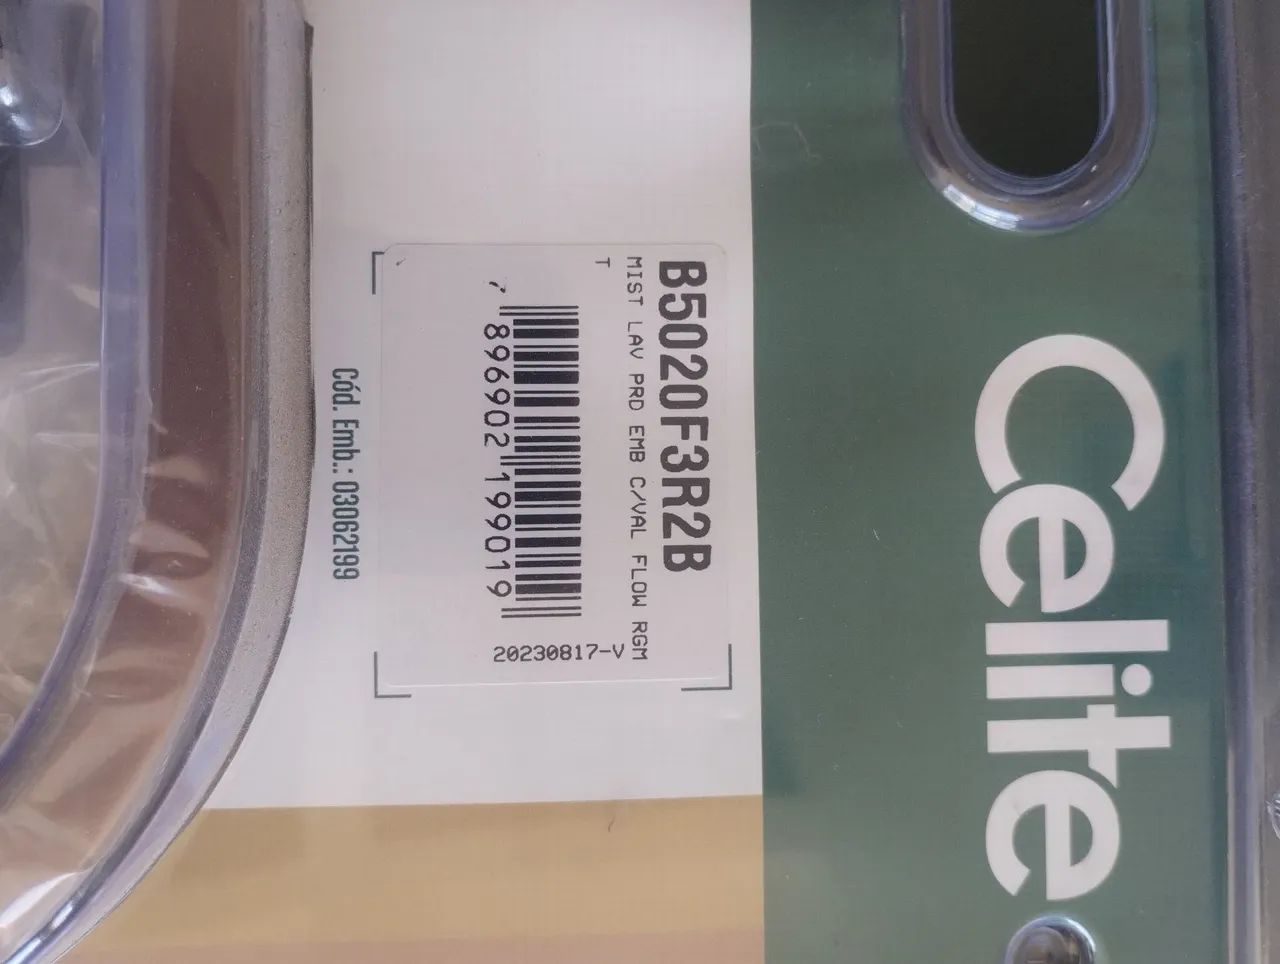 Celite
B5020F3R2B
MIST LAV PRD EMB C/VAL FLOW RGM
T
7 896902 199019
20230817-V
Cód. Emb.: 03062199